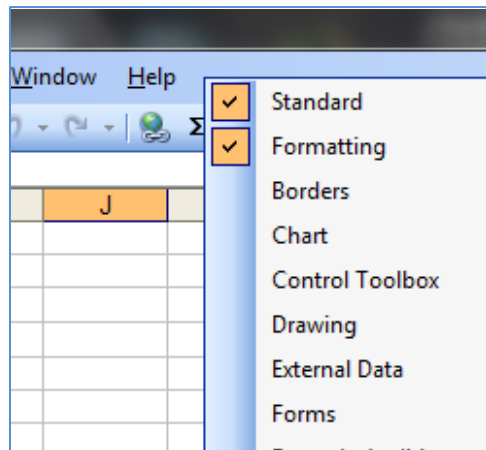 Window Help
Σ
Standard
Formatting
J
Borders
Chart
Control Toolbox
Drawing
External Data
Forms